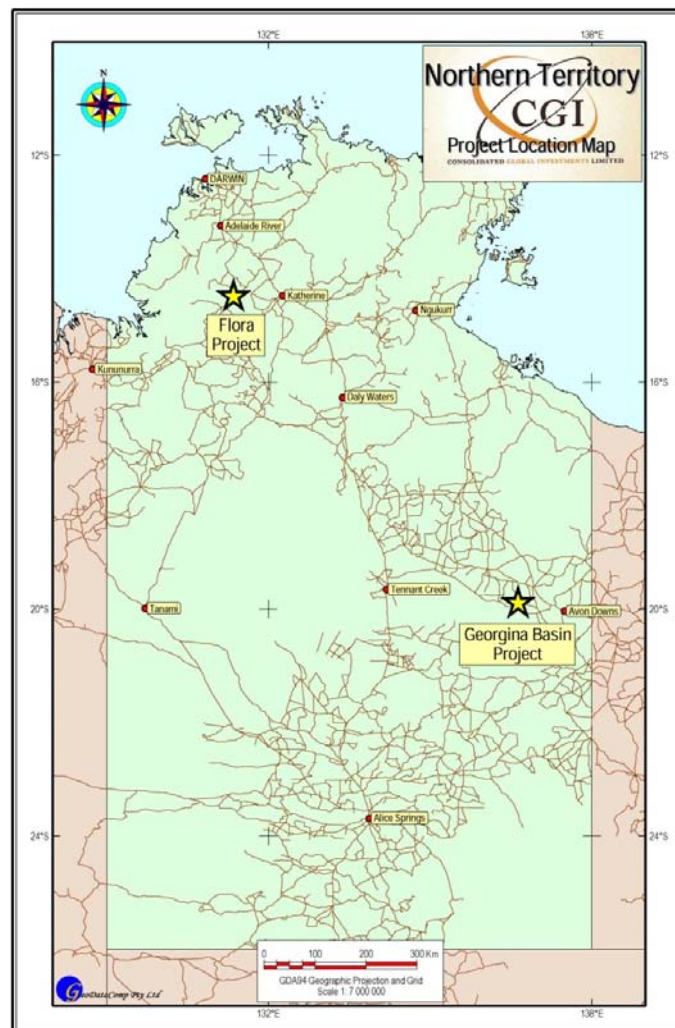 132°E
138°E
N
Northern Territory
CGI
Project Location Map
CONSOLIDATED GLOBAL INVESTMENTS LIMITED
12°S
12°S
DARWIN
Adelaide River
Katherine
Ngukurr
Flora
Project
Kununurra
16°S
16°S
Daly Waters
Tennant Creek
Tanami
20°S
Avon Downs
20°S
Georgina Basin
Project
Alice Springs
24°S
24°S
100 0 100 200 300 Km
GDA94 Geographic Projection and Grid
Scale 1: 7 000 000
GeoDataComp Pty Ltd
132°E
138°E